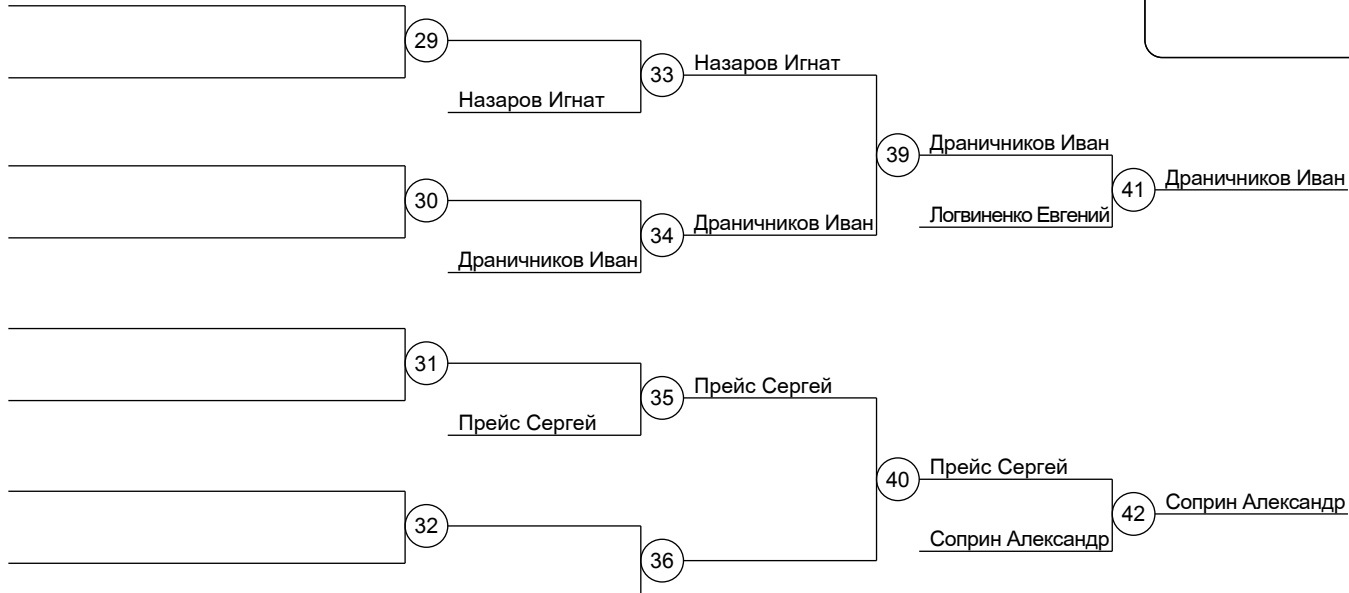 29
33
Назаров Игнат
Назаров Игнат
39
Драничников Иван
41
Драничников Иван
30
34
Драничников Иван
Логвиненко Евгений
Драничников Иван
31
35
Прейс Сергей
Прейс Сергей
40
Прейс Сергей
42
Соприн Александр
32
36
Соприн Александр